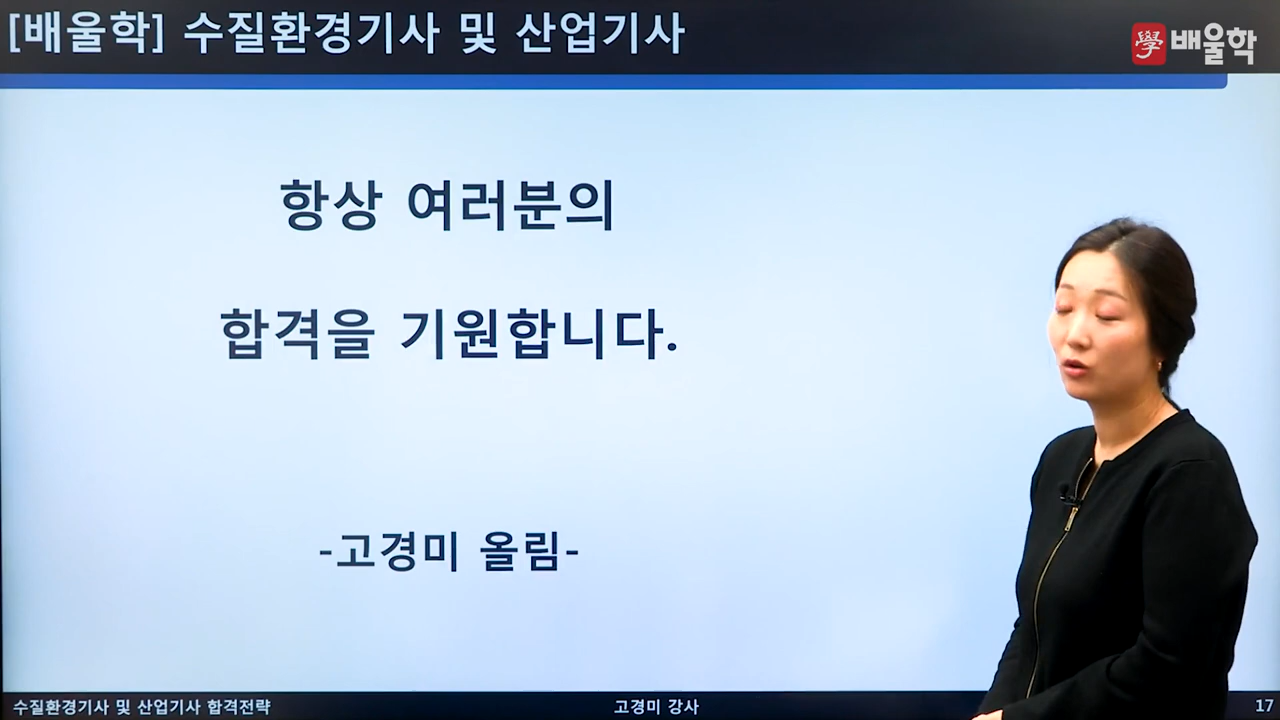 [배울학] 수질환경기사 및 산업기사
學 배울학
항상 여러분의
합격을 기원합니다.
-고경미 올림-
수질환경기사 및 산업기사 합격전략
고경미 강사
17